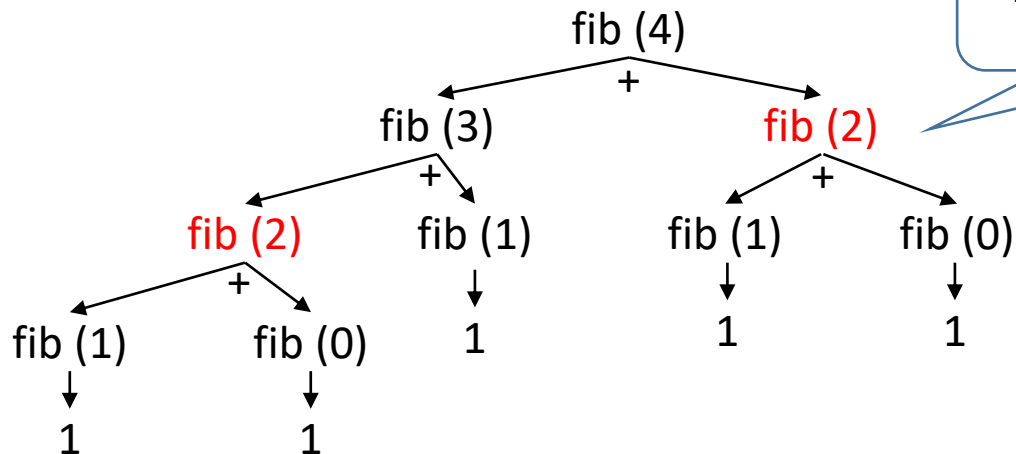 fib (4)
+
fib (3)
fib (2)
+
+
fib (2)
fib (1)
fib (1)
fib (0)
+
fib (1)
fib (0)
1
1
1
1
1